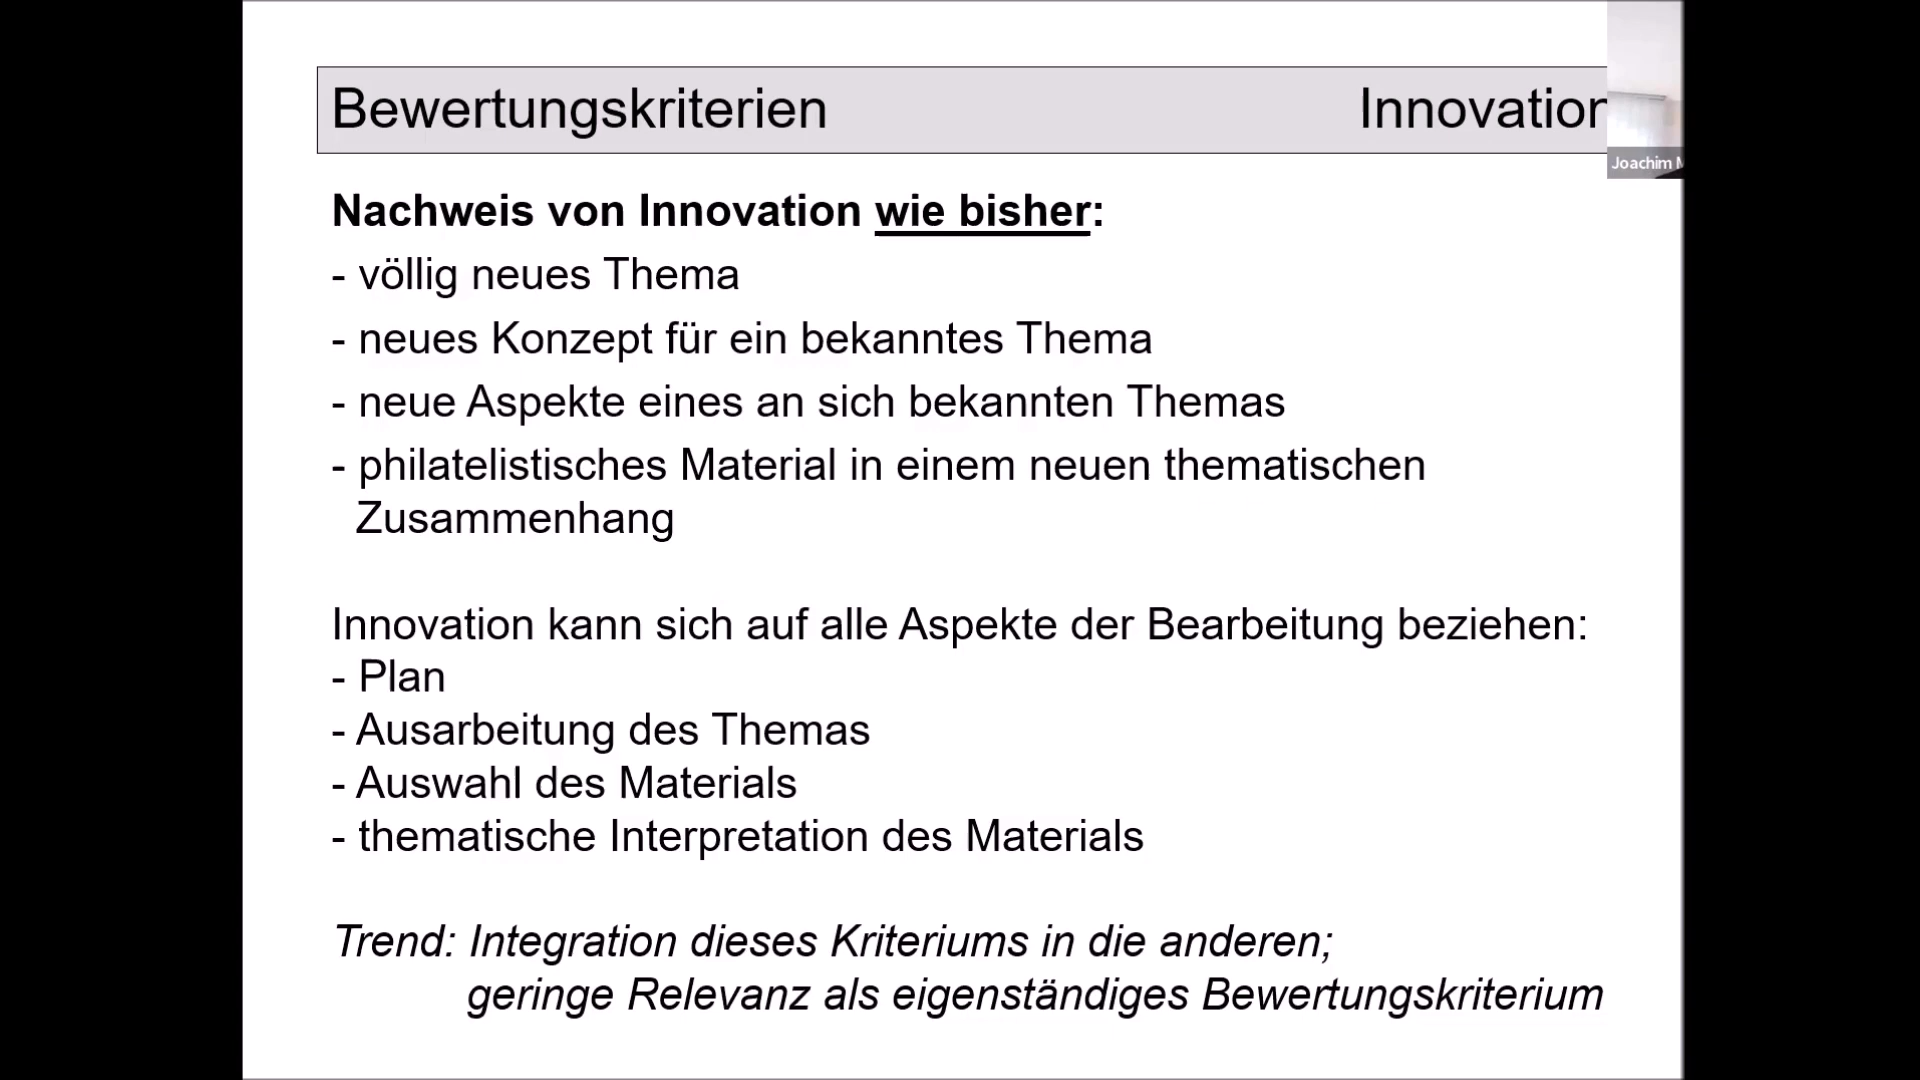 Bewertungskriterien Innovation
Joachim M
Nachweis von Innovation wie bisher:
- völlig neues Thema
- neues Konzept für ein bekanntes Thema
- neue Aspekte eines an sich bekannten Themas
- philatelistisches Material in einem neuen thematischen
Zusammenhang
Innovation kann sich auf alle Aspekte der Bearbeitung beziehen:
- Plan
- Ausarbeitung des Themas
- Auswahl des Materials
- thematische Interpretation des Materials
Trend: Integration dieses Kriteriums in die anderen;
geringe Relevanz als eigenständiges Bewertungskriterium